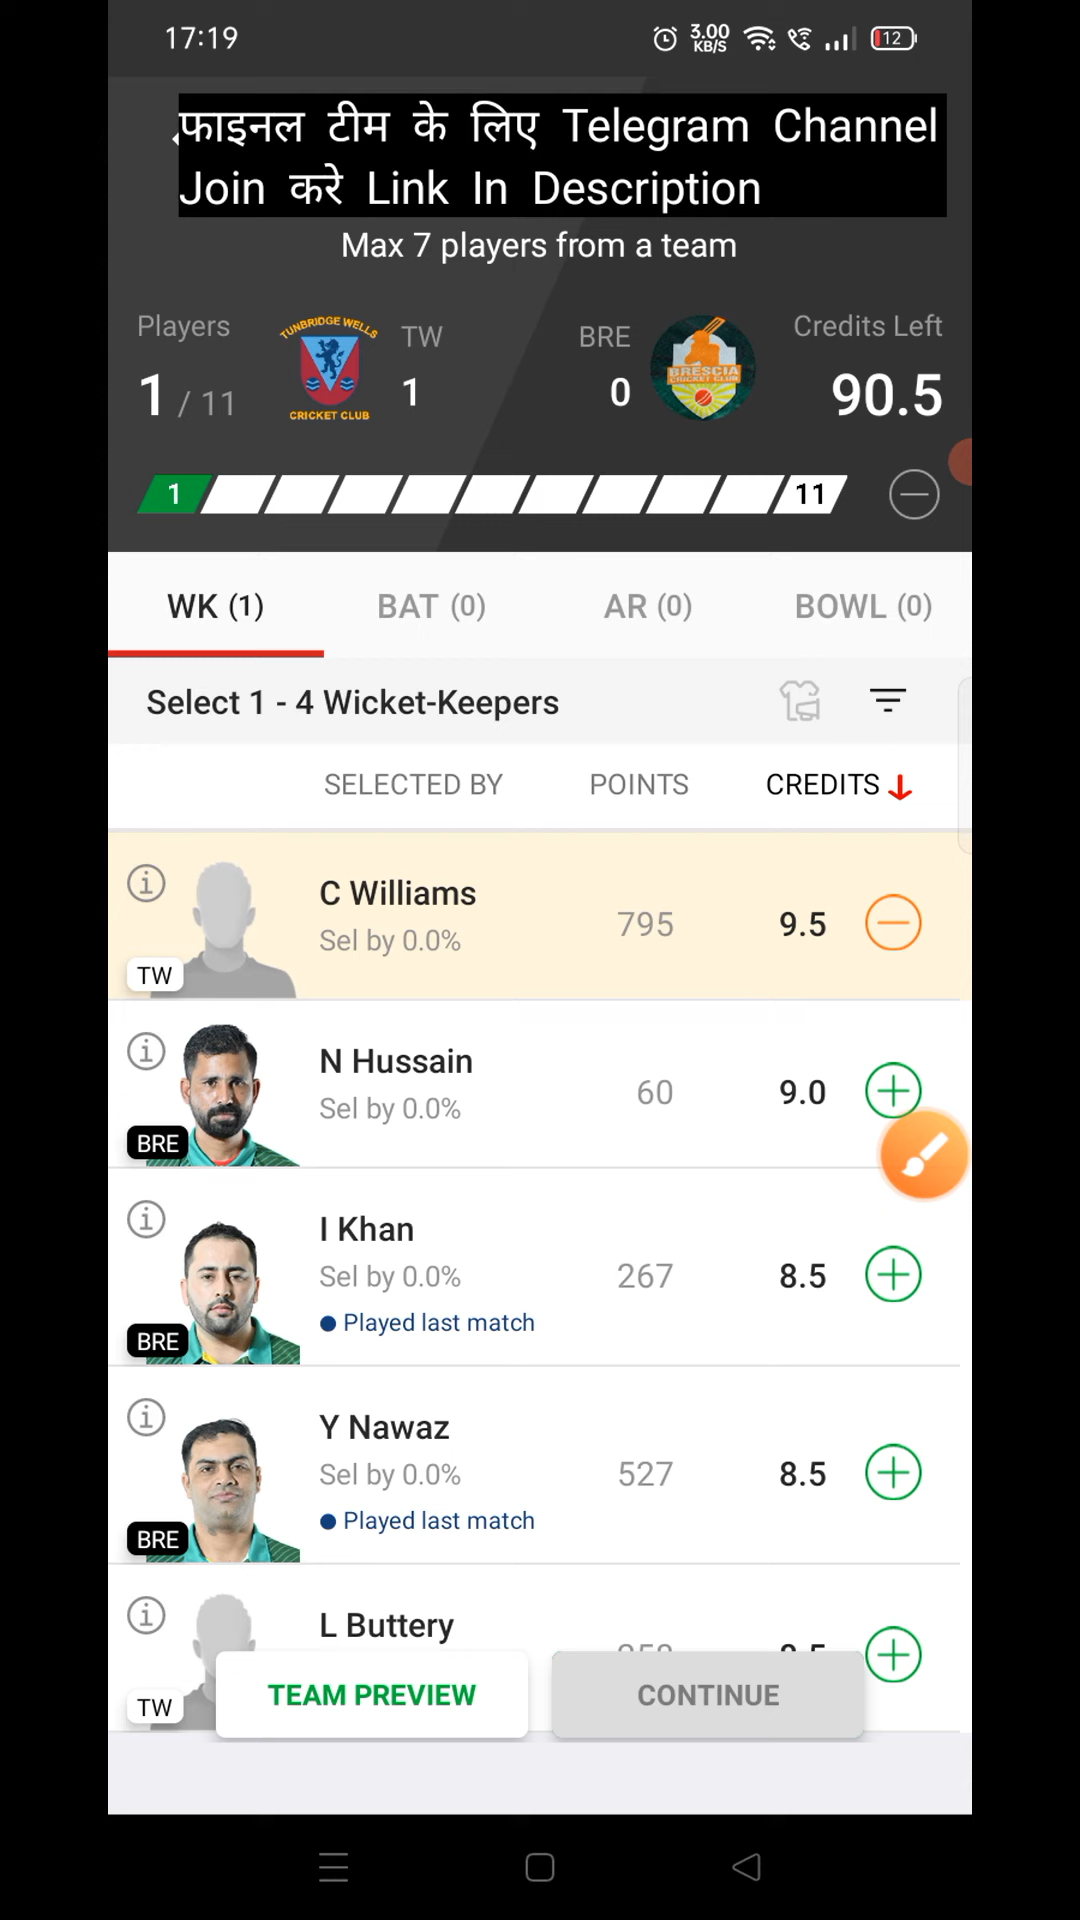 17:19
3.00 KB/S
12
फाइनल टीम के लिए Telegram Channel
Join करे Link In Description
Max 7 players from a team
Players
TUNBRIDGE WELLS
CRICKET CLUB
TW
BRE
BRESCIA
CRICKET CLUB
Credits Left
1 / 11
1
0
90.5
1
11
WK (1)
BAT (0)
AR (0)
BOWL (0)
Select 1 - 4 Wicket-Keepers
SELECTED BY
POINTS
CREDITS
C Williams
Sel by 0.0%
795
9.5
TW
N Hussain
Sel by 0.0%
60
9.0
BRE
I Khan
Sel by 0.0%
267
8.5
Played last match
BRE
Y Nawaz
Sel by 0.0%
527
8.5
Played last match
BRE
L Buttery
TW
TEAM PREVIEW
CONTINUE